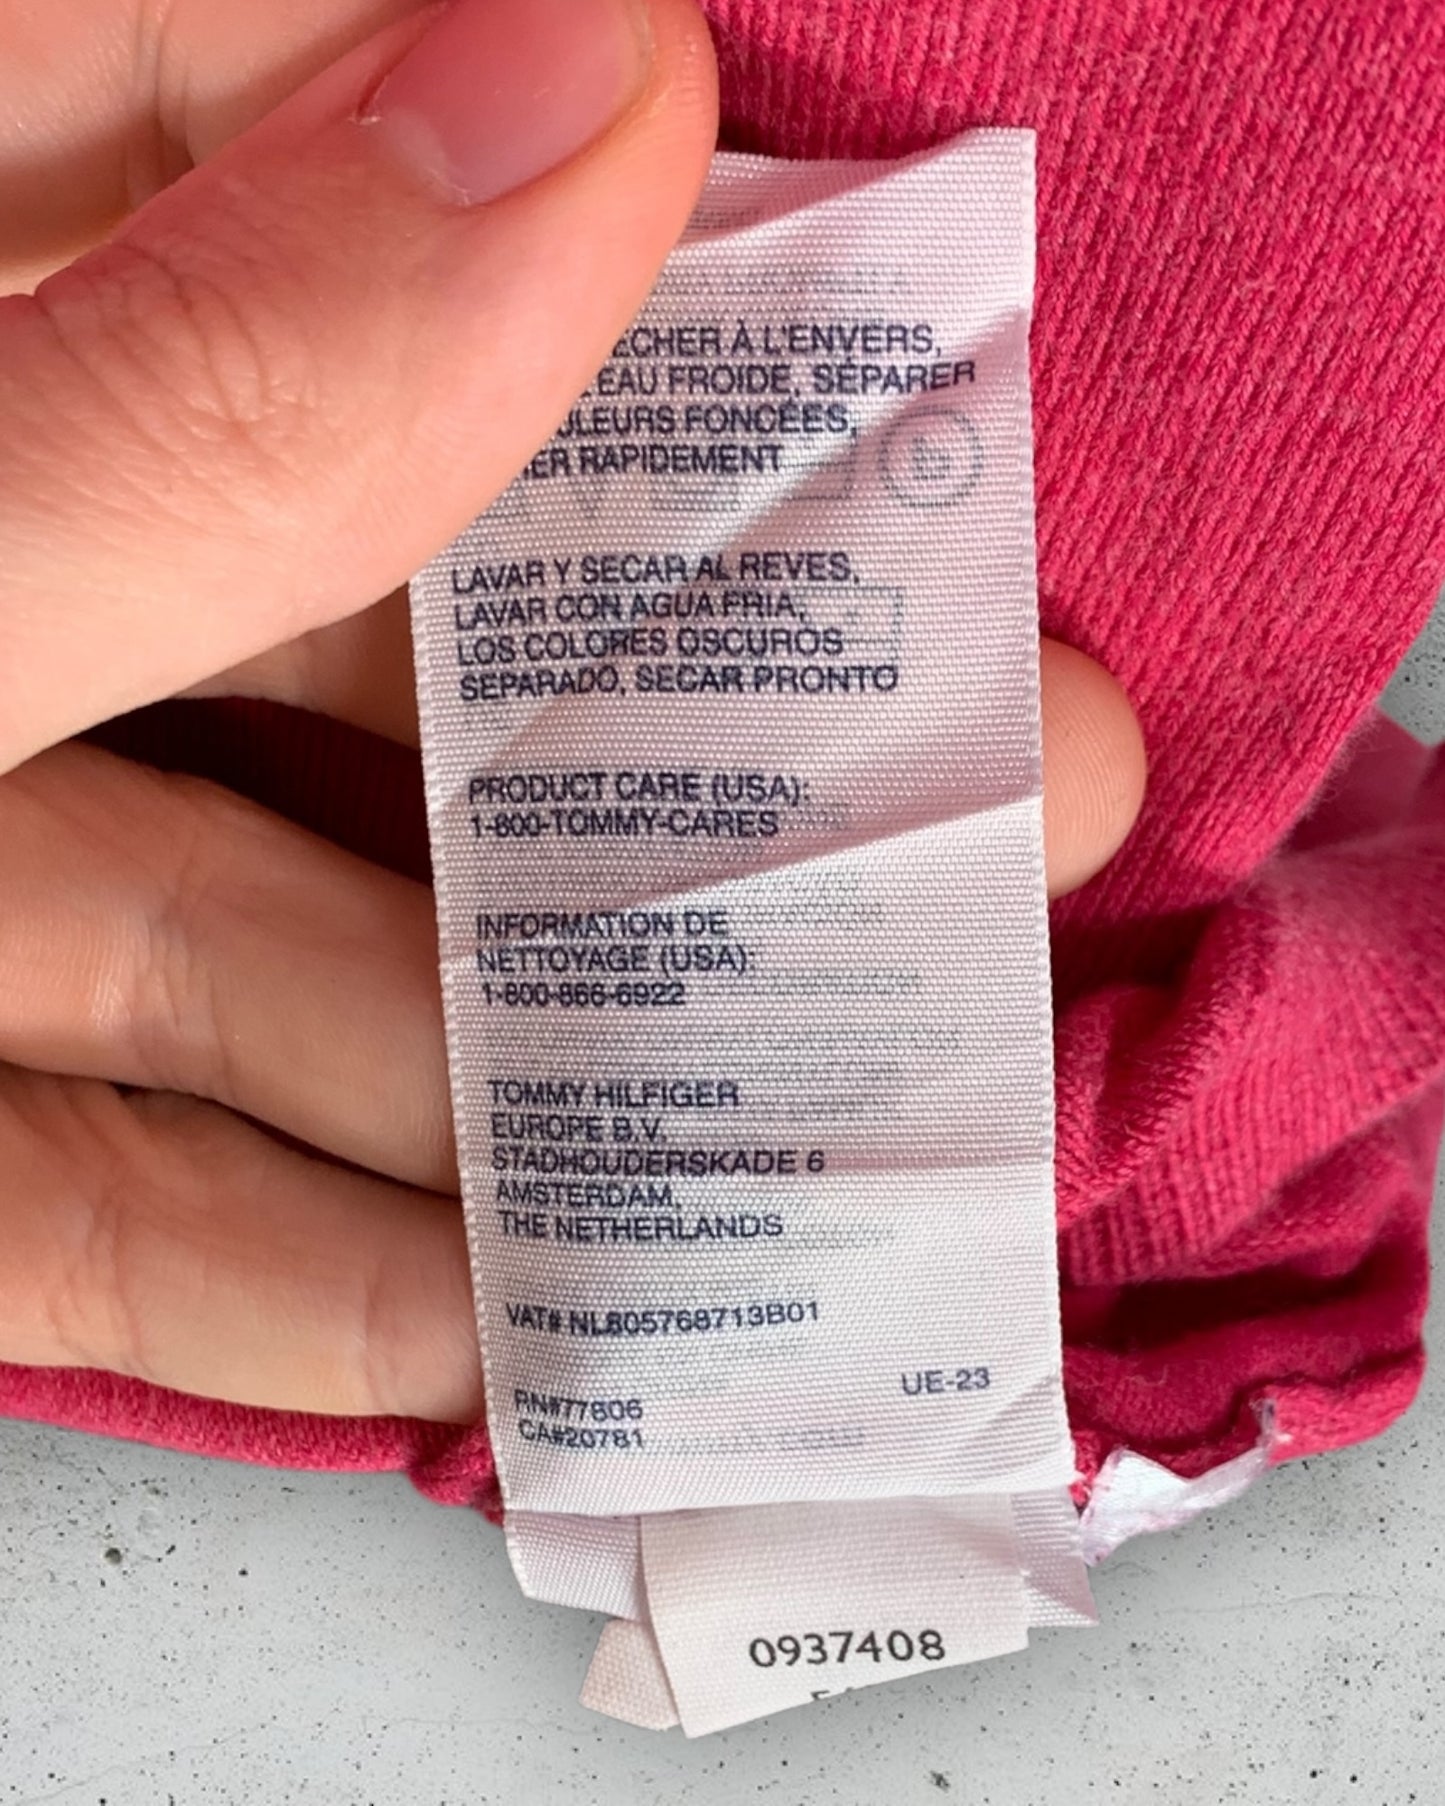 À L'ENVERS,
EAU FROIDE, SÉPARER
FONCÉES,
RAPIDEMENT
LAVAR Y SECAR AL REVES,
LAVAR CON AGUA FRIA,
LOS COLORES OSCUROS
SEPARADO, SECAR PRONTO
PRODUCT CARE (USA):
1-800-TOMMY-CARES
INFORMATION DE
NETTOYAGE (USA):
1-800-866-6922
TOMMY HILFIGER
EUROPE B.V.
STADHOUDERSKADE 6
AMSTERDAM,
THE NETHERLANDS
VAT# NL805768713B01
UE-23
RN#77806
CA#20781
0937408